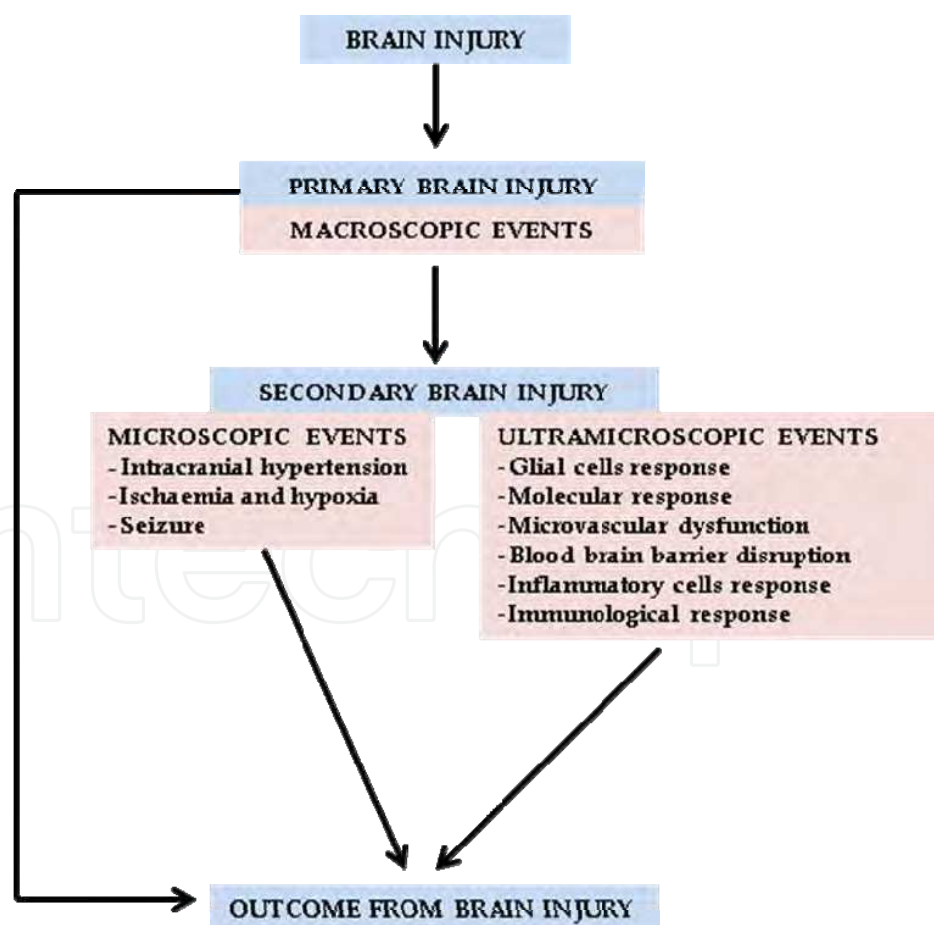 BRAIN INJURY
PRIMARY BRAIN INJURY
MACROSCOPIC EVENTS
SECONDARY BRAIN INJURY
MICROSCOPIC EVENTS
-Intracranial hypertension
-Ischaemia and hypoxia
-Seizure
ULTRAMICROSCOPIC EVENTS
-Glial cells response
-Molecular response
-Microvascular dysfunction
-Blood brain barrier disruption
-Inflammatory cells response
-Immunological response
OUTCOME FROM BRAIN INJURY